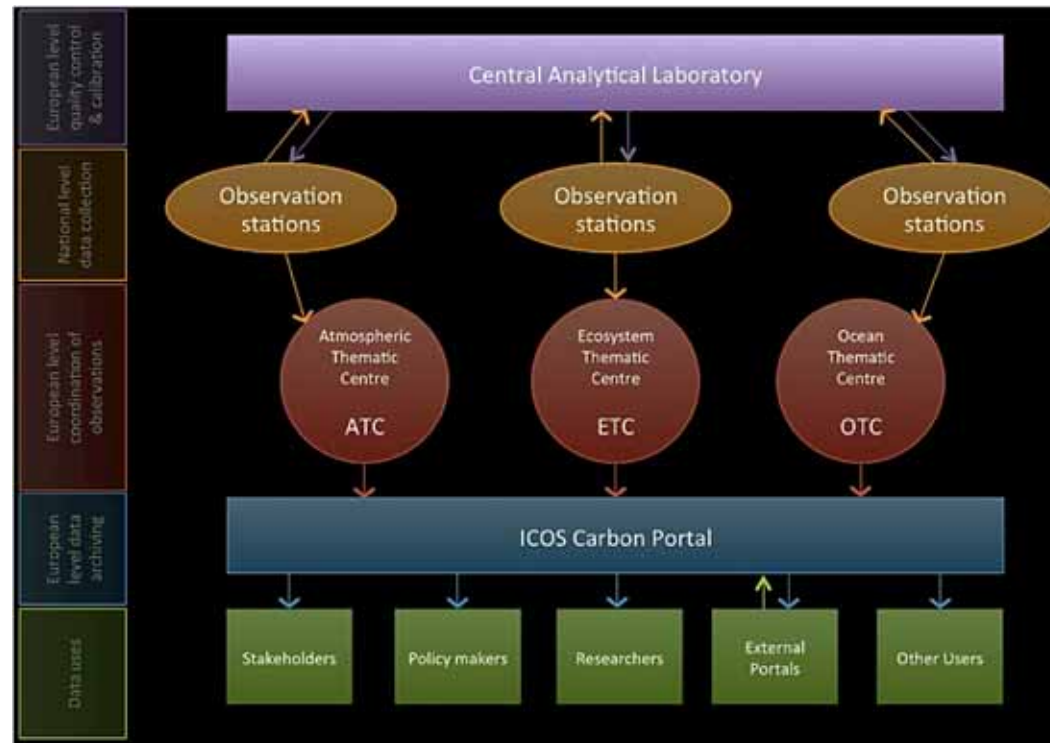 European level
quality control
& calibration
Central Analytical Laboratory
National level
data collection
Observation
stations
Observation
stations
Observation
stations
European level
coordination of
observations
Atmospheric
Thematic
Centre
ATC
Ecosystem
Thematic
Centre
ETC
Ocean
Thematic
Centre
OTC
European
level data
archiving
ICOS Carbon Portal
Data uses
Stakeholders
Policy makers
Researchers
External
Portals
Other Users